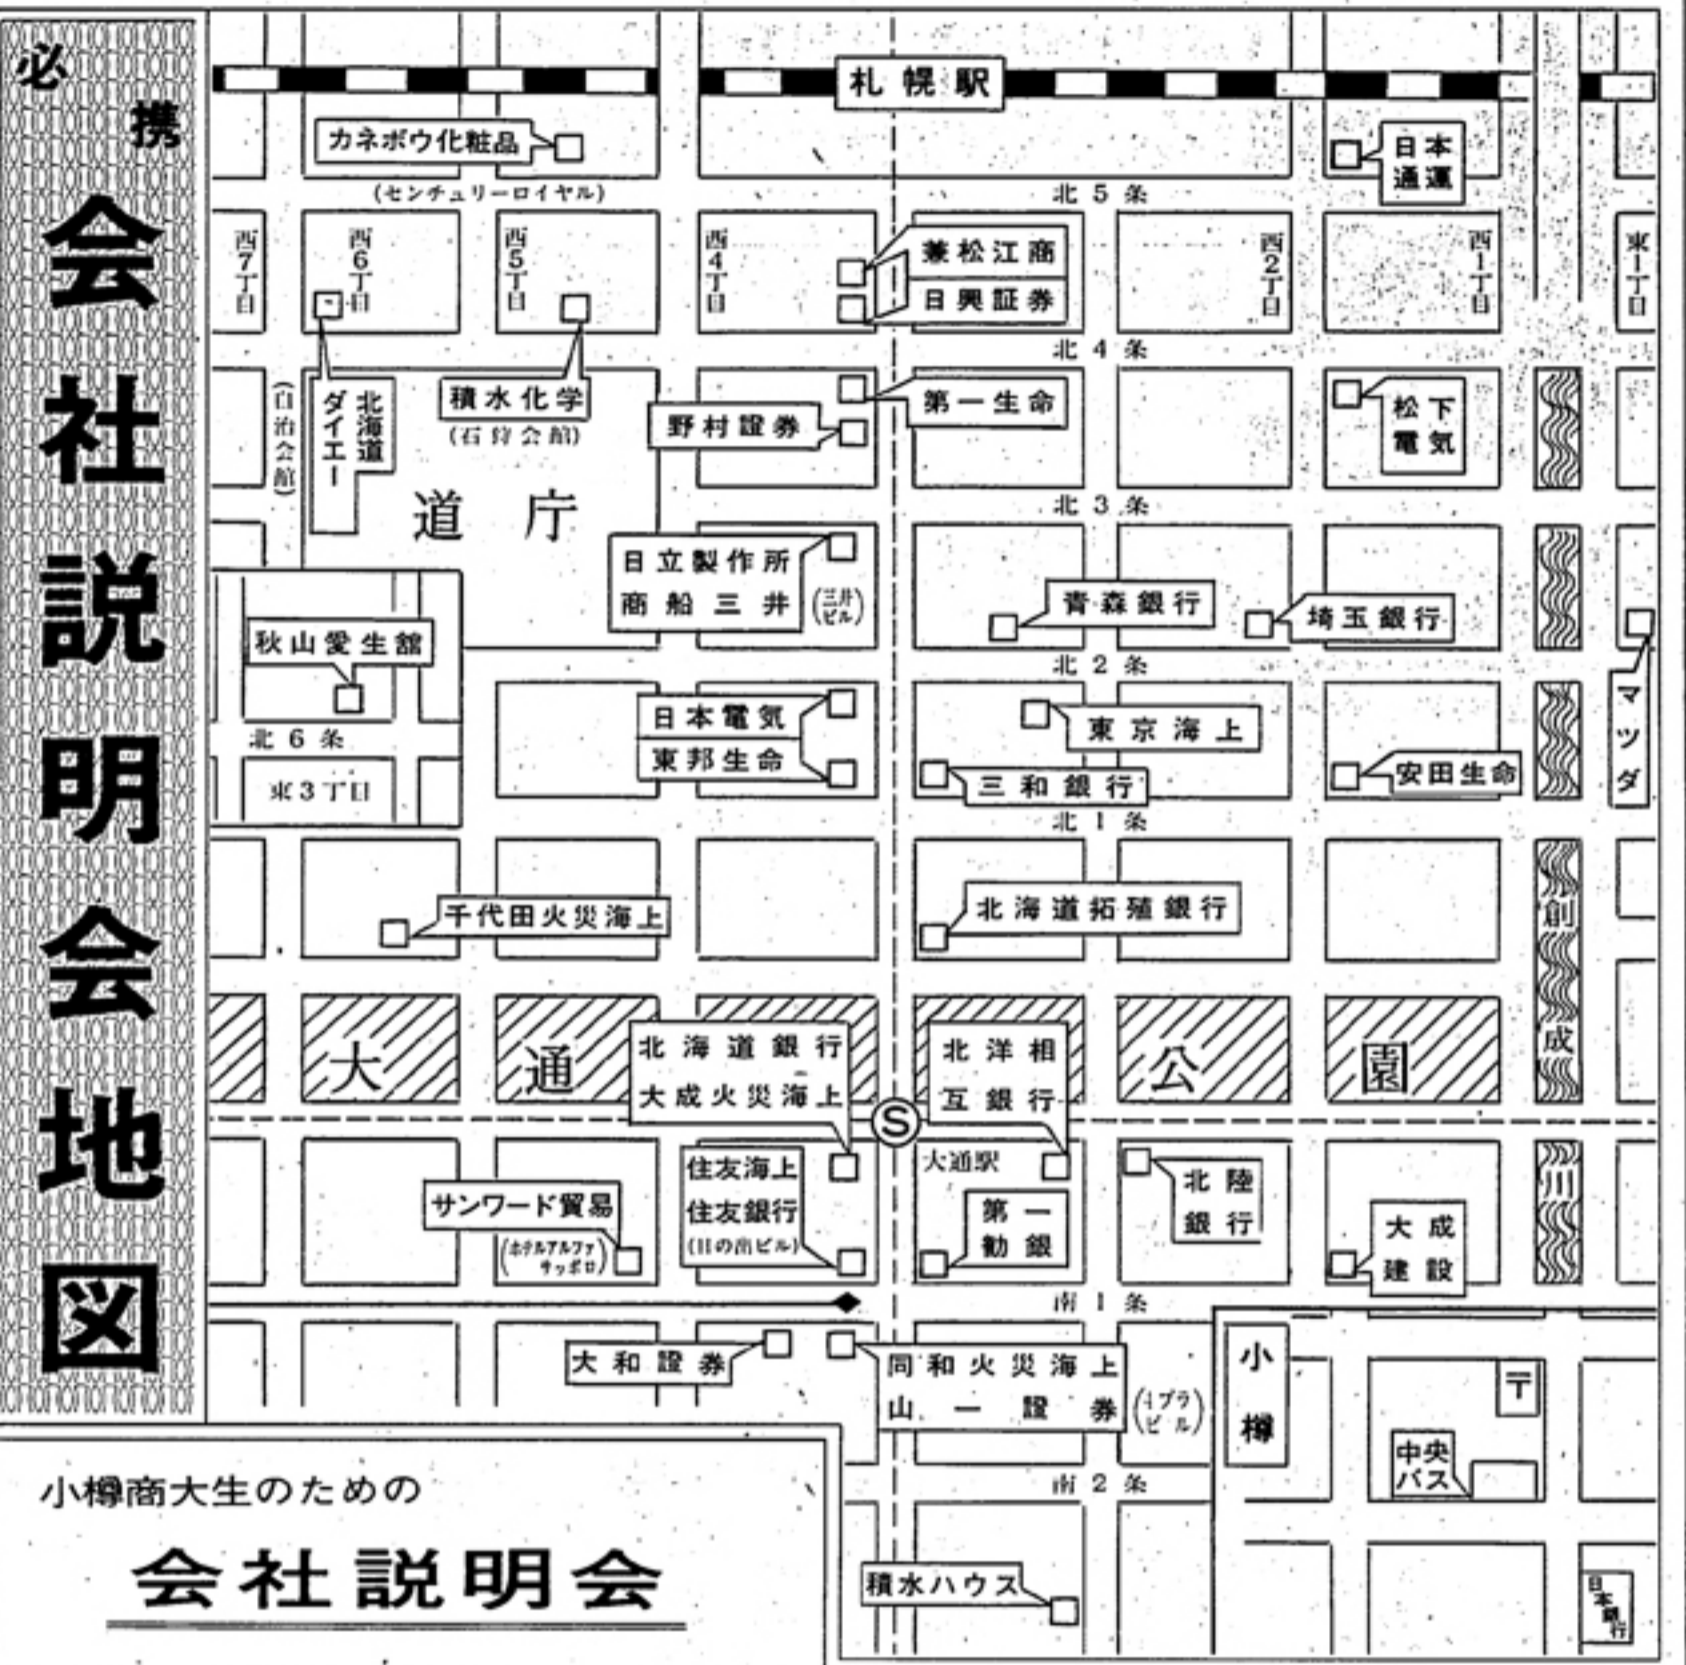 必携
会社説明会地図
札幌駅
カネボウ化粧品
(センチュリーロイヤル)
日本
通運
北5条
西7丁目
西6丁目
西5丁目
西4丁目
兼松江商
日興証券
西2丁目
西1丁目
東1丁目
北4条
(自治会館)
北海道
ダイエー
積水化学
(石狩会館)
野村證券
第一生命
松下
電気
道庁
北3条
日立製作所
商船三井
(三井ビル)
青森銀行
埼玉銀行
マツダ
秋山愛生舘
北6条
東3丁目
北2条
日本電気
東邦生命
東京海上
三和銀行
安田生命
北1条
千代田火災海上
北海道拓殖銀行
創成川
大通公園
北海道銀行
大成火災海上
北洋相
互銀行
S
大通駅
サンワード貿易
(ホテルアルファ
サッポロ)
住友海上
住友銀行
(日の出ビル)
第一
勧銀
北陸
銀行
大成
建設
南1条
大和證券
同和火災海上
山一證券
(4プラ
ビル)
小樽
〒
中央
バス
南2条
積水ハウス
日本銀行
小樽商大生のための
会社説明会